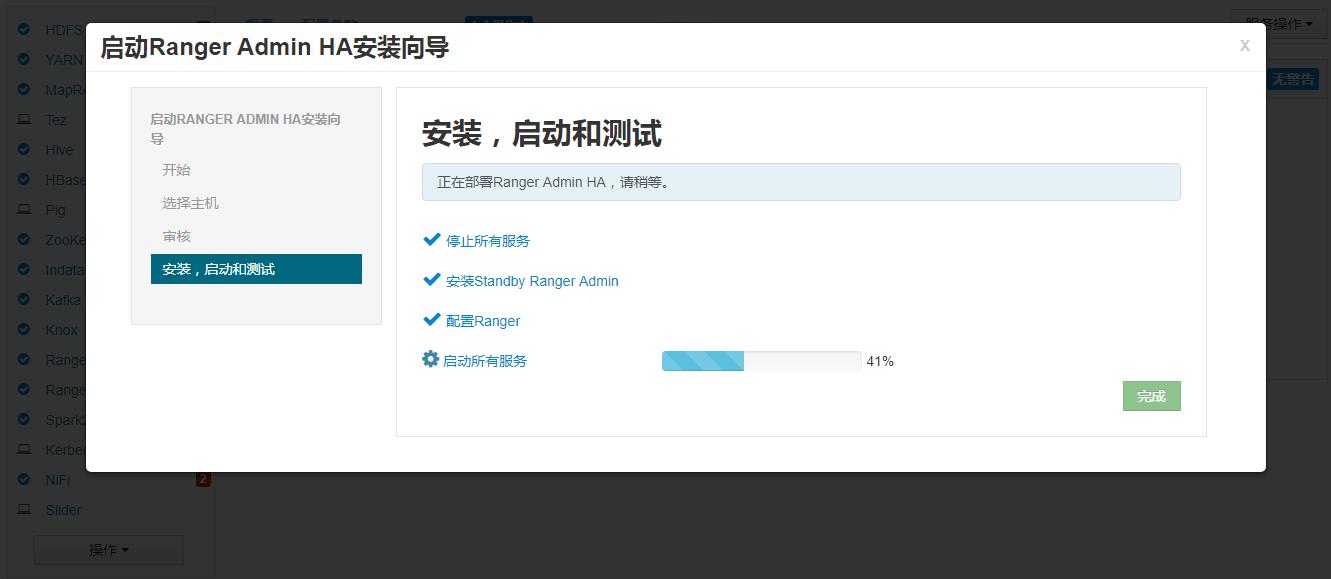 启动Ranger Admin HA安装向导
x
启动RANGER ADMIN HA安装向
导
开始
选择主机
审核
安装，启动和测试
安装，启动和测试
正在部署Ranger Admin HA，请稍等。
停止所有服务
安装Standby Ranger Admin
配置Ranger
启动所有服务
41%
完成
HDFS
YARN
MapRe
Tez
Hive
HBase
Pig
ZooKe
Indata
Kafka
Knox
Range
Range
Spark2
Kerber
NiFi
2
Slider
操作
服务操作
无警告